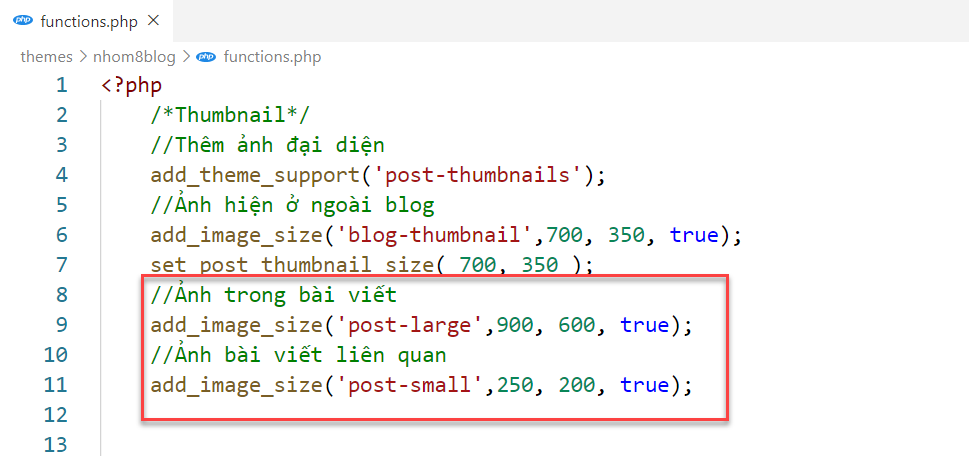 php functions.php ×
themes > nhom8blog > php functions.php
1 <?php
2 /*Thumbnail*/
3 //Thêm ảnh đại diện
4 add_theme_support('post-thumbnails');
5 //Ảnh hiện ở ngoài blog
6 add_image_size('blog-thumbnail',700, 350, true);
7 set_post_thumbnail_size( 700, 350 );
8 //Ảnh trong bài viết
9 add_image_size('post-large',900, 600, true);
10 //Ảnh bài viết liên quan
11 add_image_size('post-small',250, 200, true);
12
13